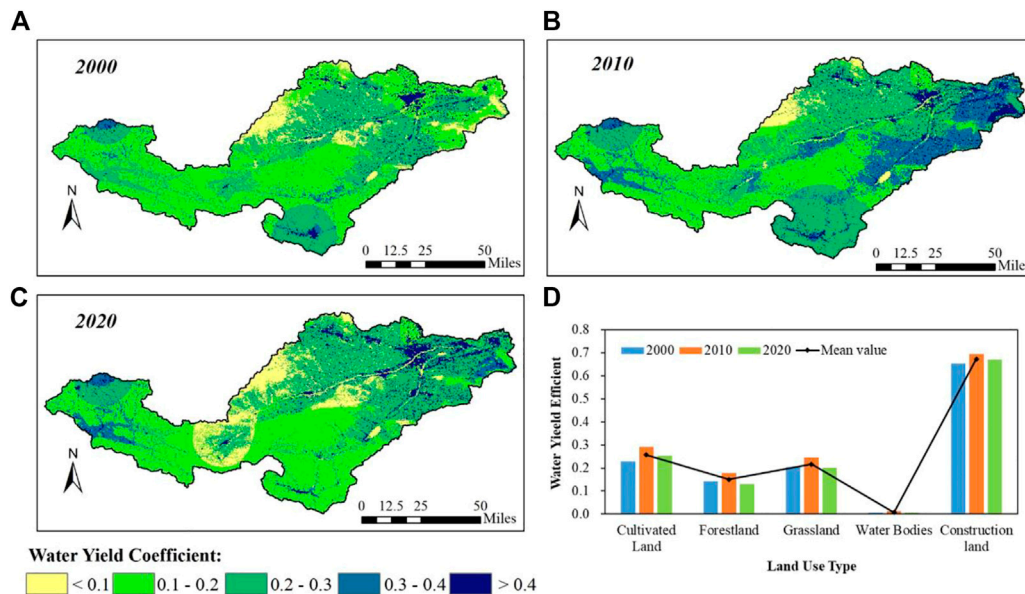 A
2000
N
0 12.5 25 50
Miles
B
2010
N
0 12.5 25 50
Miles
C
2020
N
0 12.5 25 50
Miles
Water Yield Coefficient:
< 0.1 0.1 - 0.2 0.2 - 0.3 0.3 - 0.4 > 0.4
D
Water Yieeld Efficient
0.8
0.7
0.6
0.5
0.4
0.3
0.2
0.1
0.0
2000 2010 2020 Mean value
Cultivated Land
Forestland
Grassland
Water Bodies
Construction land
Land Use Type